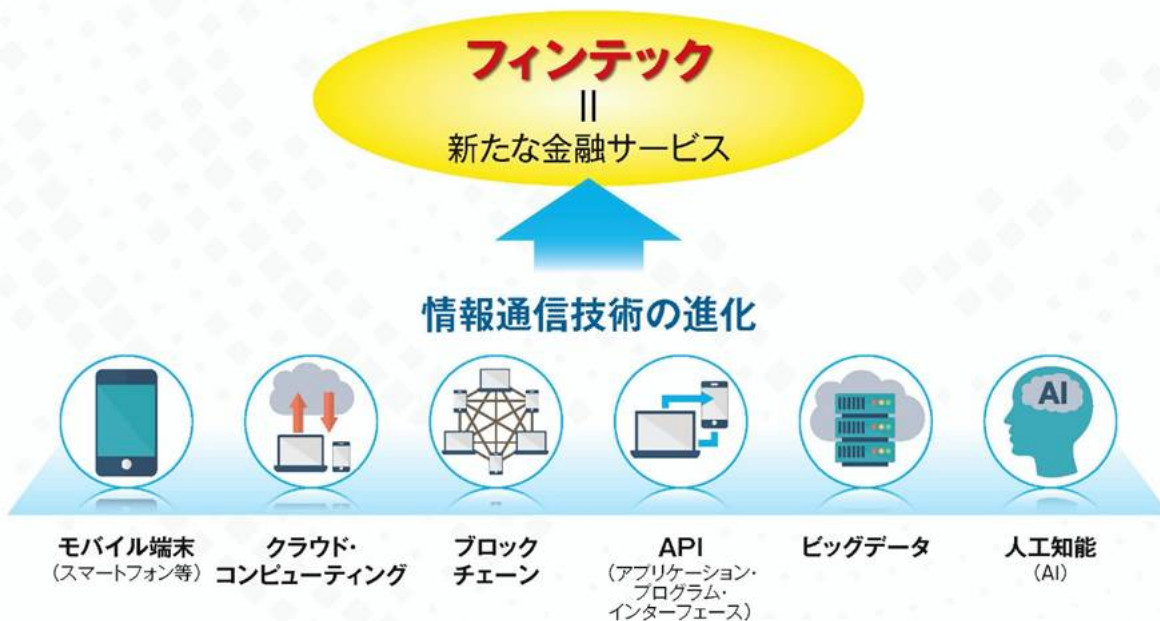 フィンテック
||
新たな金融サービス
情報通信技術の進化
AI
モバイル端末
(スマートフォン等)
クラウド・
コンピューティング
ブロック
チェーン
API
(アプリケーション・
プログラム・
インターフェース)
ビッグデータ
人工知能
(AI)